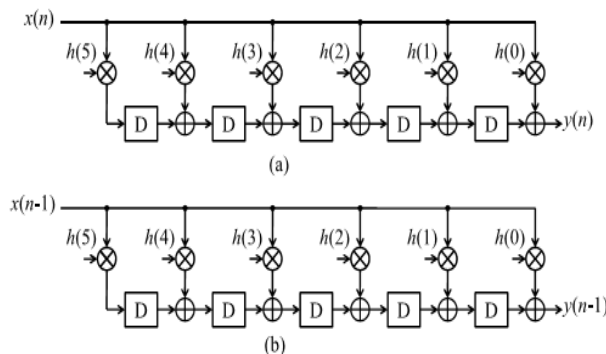 x(n)
h(5) h(4) h(3) h(2) h(1) h(0)
D D D D D y(n)
(a)
x(n-1)
h(5) h(4) h(3) h(2) h(1) h(0)
D D D D D y(n-1)
(b)